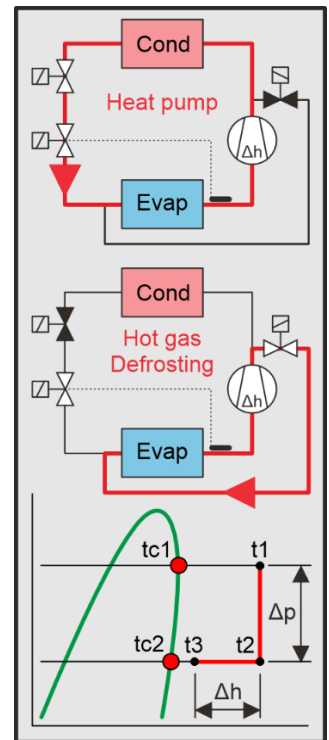 Cond
Heat pump
Δh
Evap
Cond
Hot gas
Defrosting
Δh
Evap
tc1 t1
Δp
tc2 t3 t2
Δh